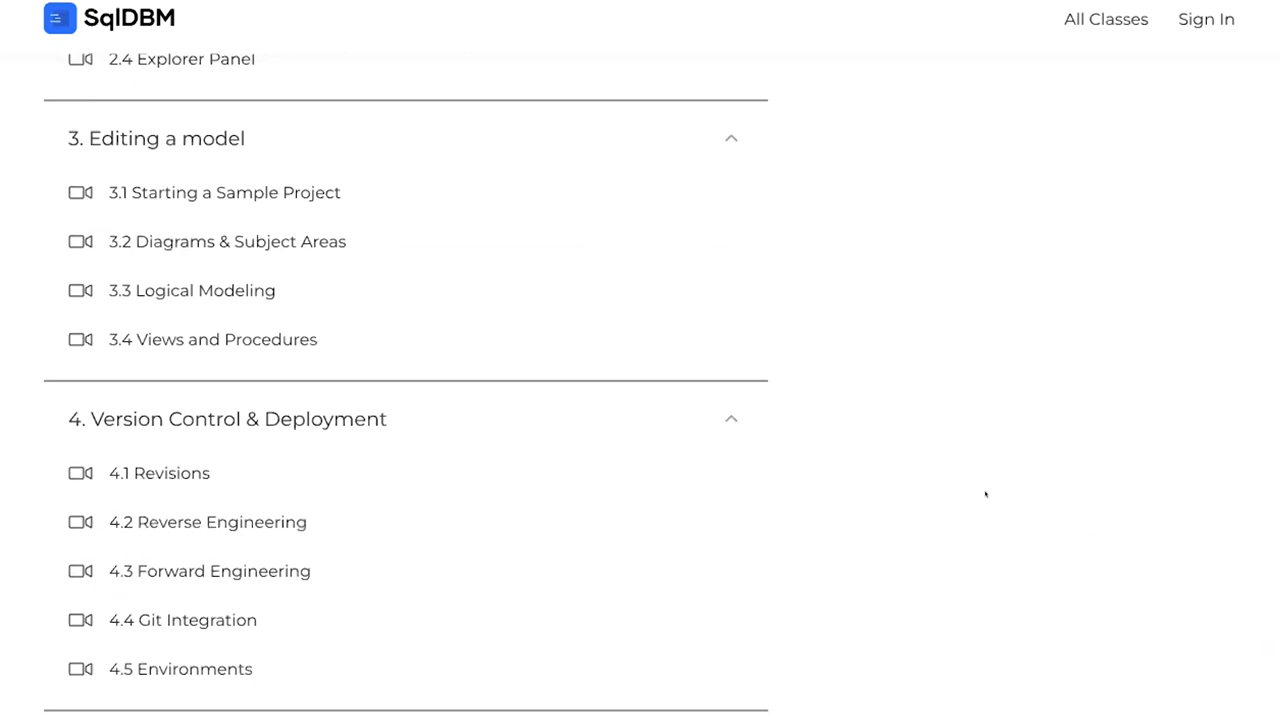 SqlDBM
All Classes
Sign In
2.4 Explorer Panel
3. Editing a model
3.1 Starting a Sample Project
3.2 Diagrams & Subject Areas
3.3 Logical Modeling
3.4 Views and Procedures
4. Version Control & Deployment
4.1 Revisions
4.2 Reverse Engineering
4.3 Forward Engineering
4.4 Git Integration
4.5 Environments